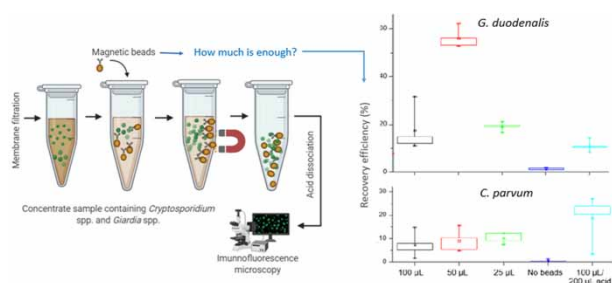 Magnetic beads
How much is enough?
Membrane filtration
Acid dissociation
Concentrate sample containing Cryptosporidium
spp. and Giardia spp.
Imunnofluorescence
microscopy
Recovery efficiency (%)
G. duodenalis
60
40
20
0
C. parvum
30
20
10
0
100 µL
50 µL
25 µL
No beads
100 µL/
200 µL acid